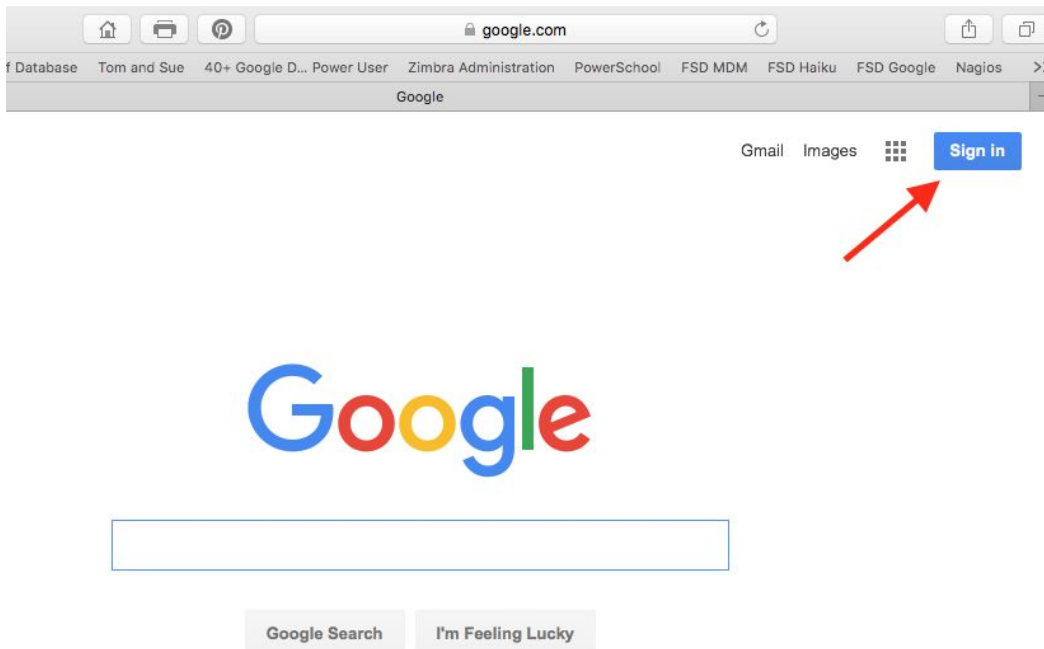 google.com
f Database Tom and Sue 40+ Google D... Power User Zimbra Administration PowerSchool FSD MDM FSD Haiku FSD Google Nagios >>
Google
Gmail Images Sign in
Google
Google Search I'm Feeling Lucky